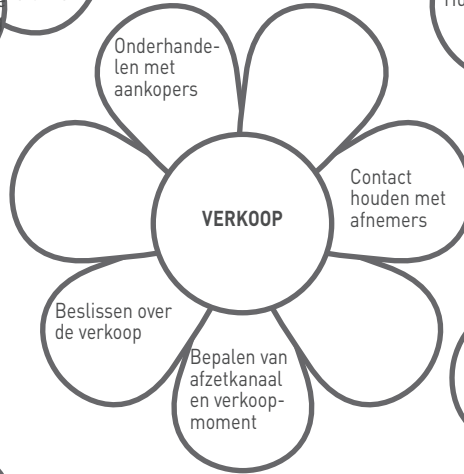 Onderhande-
len met
aankopers
Contact
houden met
afnemers
VERKOOP
Beslissen over
de verkoop
Bepalen van
afzetkanaal
en verkoop-
moment